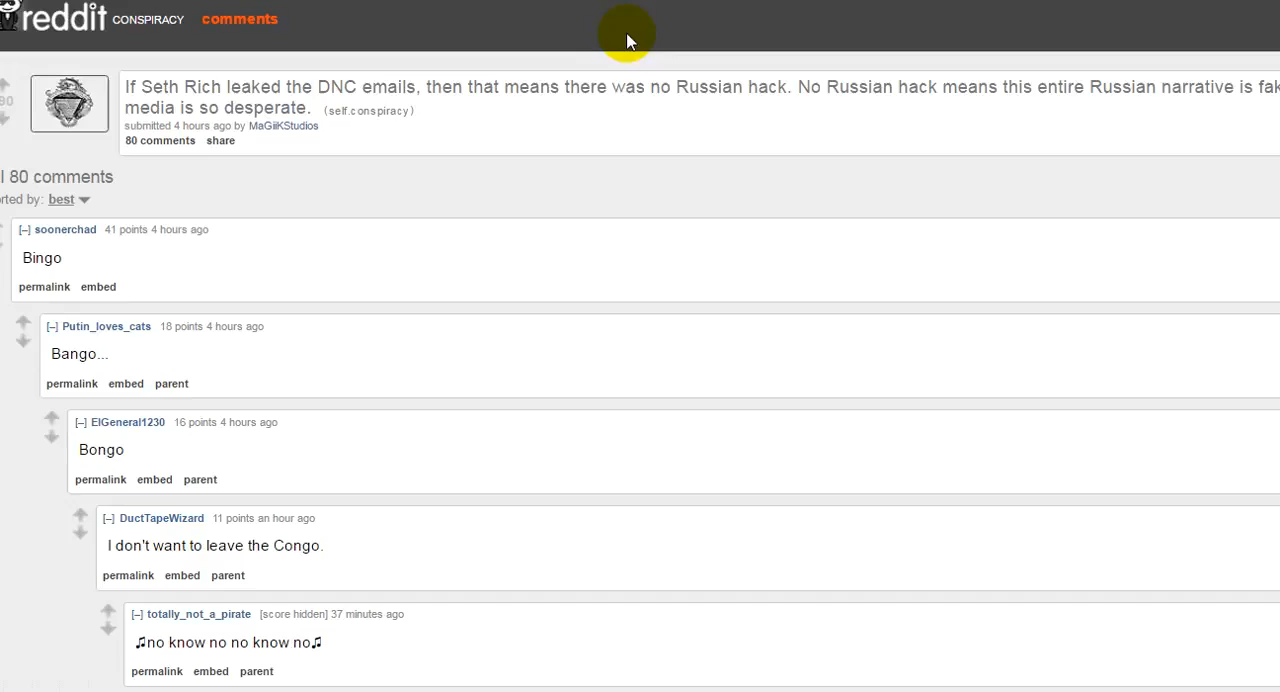 reddit CONSPIRACY comments
If Seth Rich leaked the DNC emails, then that means there was no Russian hack. No Russian hack means this entire Russian narrative is
media is so desperate. (self.conspiracy)
submitted 4 hours ago by MaGiiKStudios
80 comments share
80 comments
sorted by: best
[–] soonerchad 41 points 4 hours ago
Bingo
permalink embed
[–] Putin_loves_cats 18 points 4 hours ago
Bango...
permalink embed parent
[–] ElGeneral1230 16 points 4 hours ago
Bongo
permalink embed parent
[–] DuctTapeWizard 11 points an hour ago
I don't want to leave the Congo.
permalink embed parent
[–] totally_not_a_pirate [score hidden] 37 minutes ago
♫no know no no know no♫
permalink embed parent